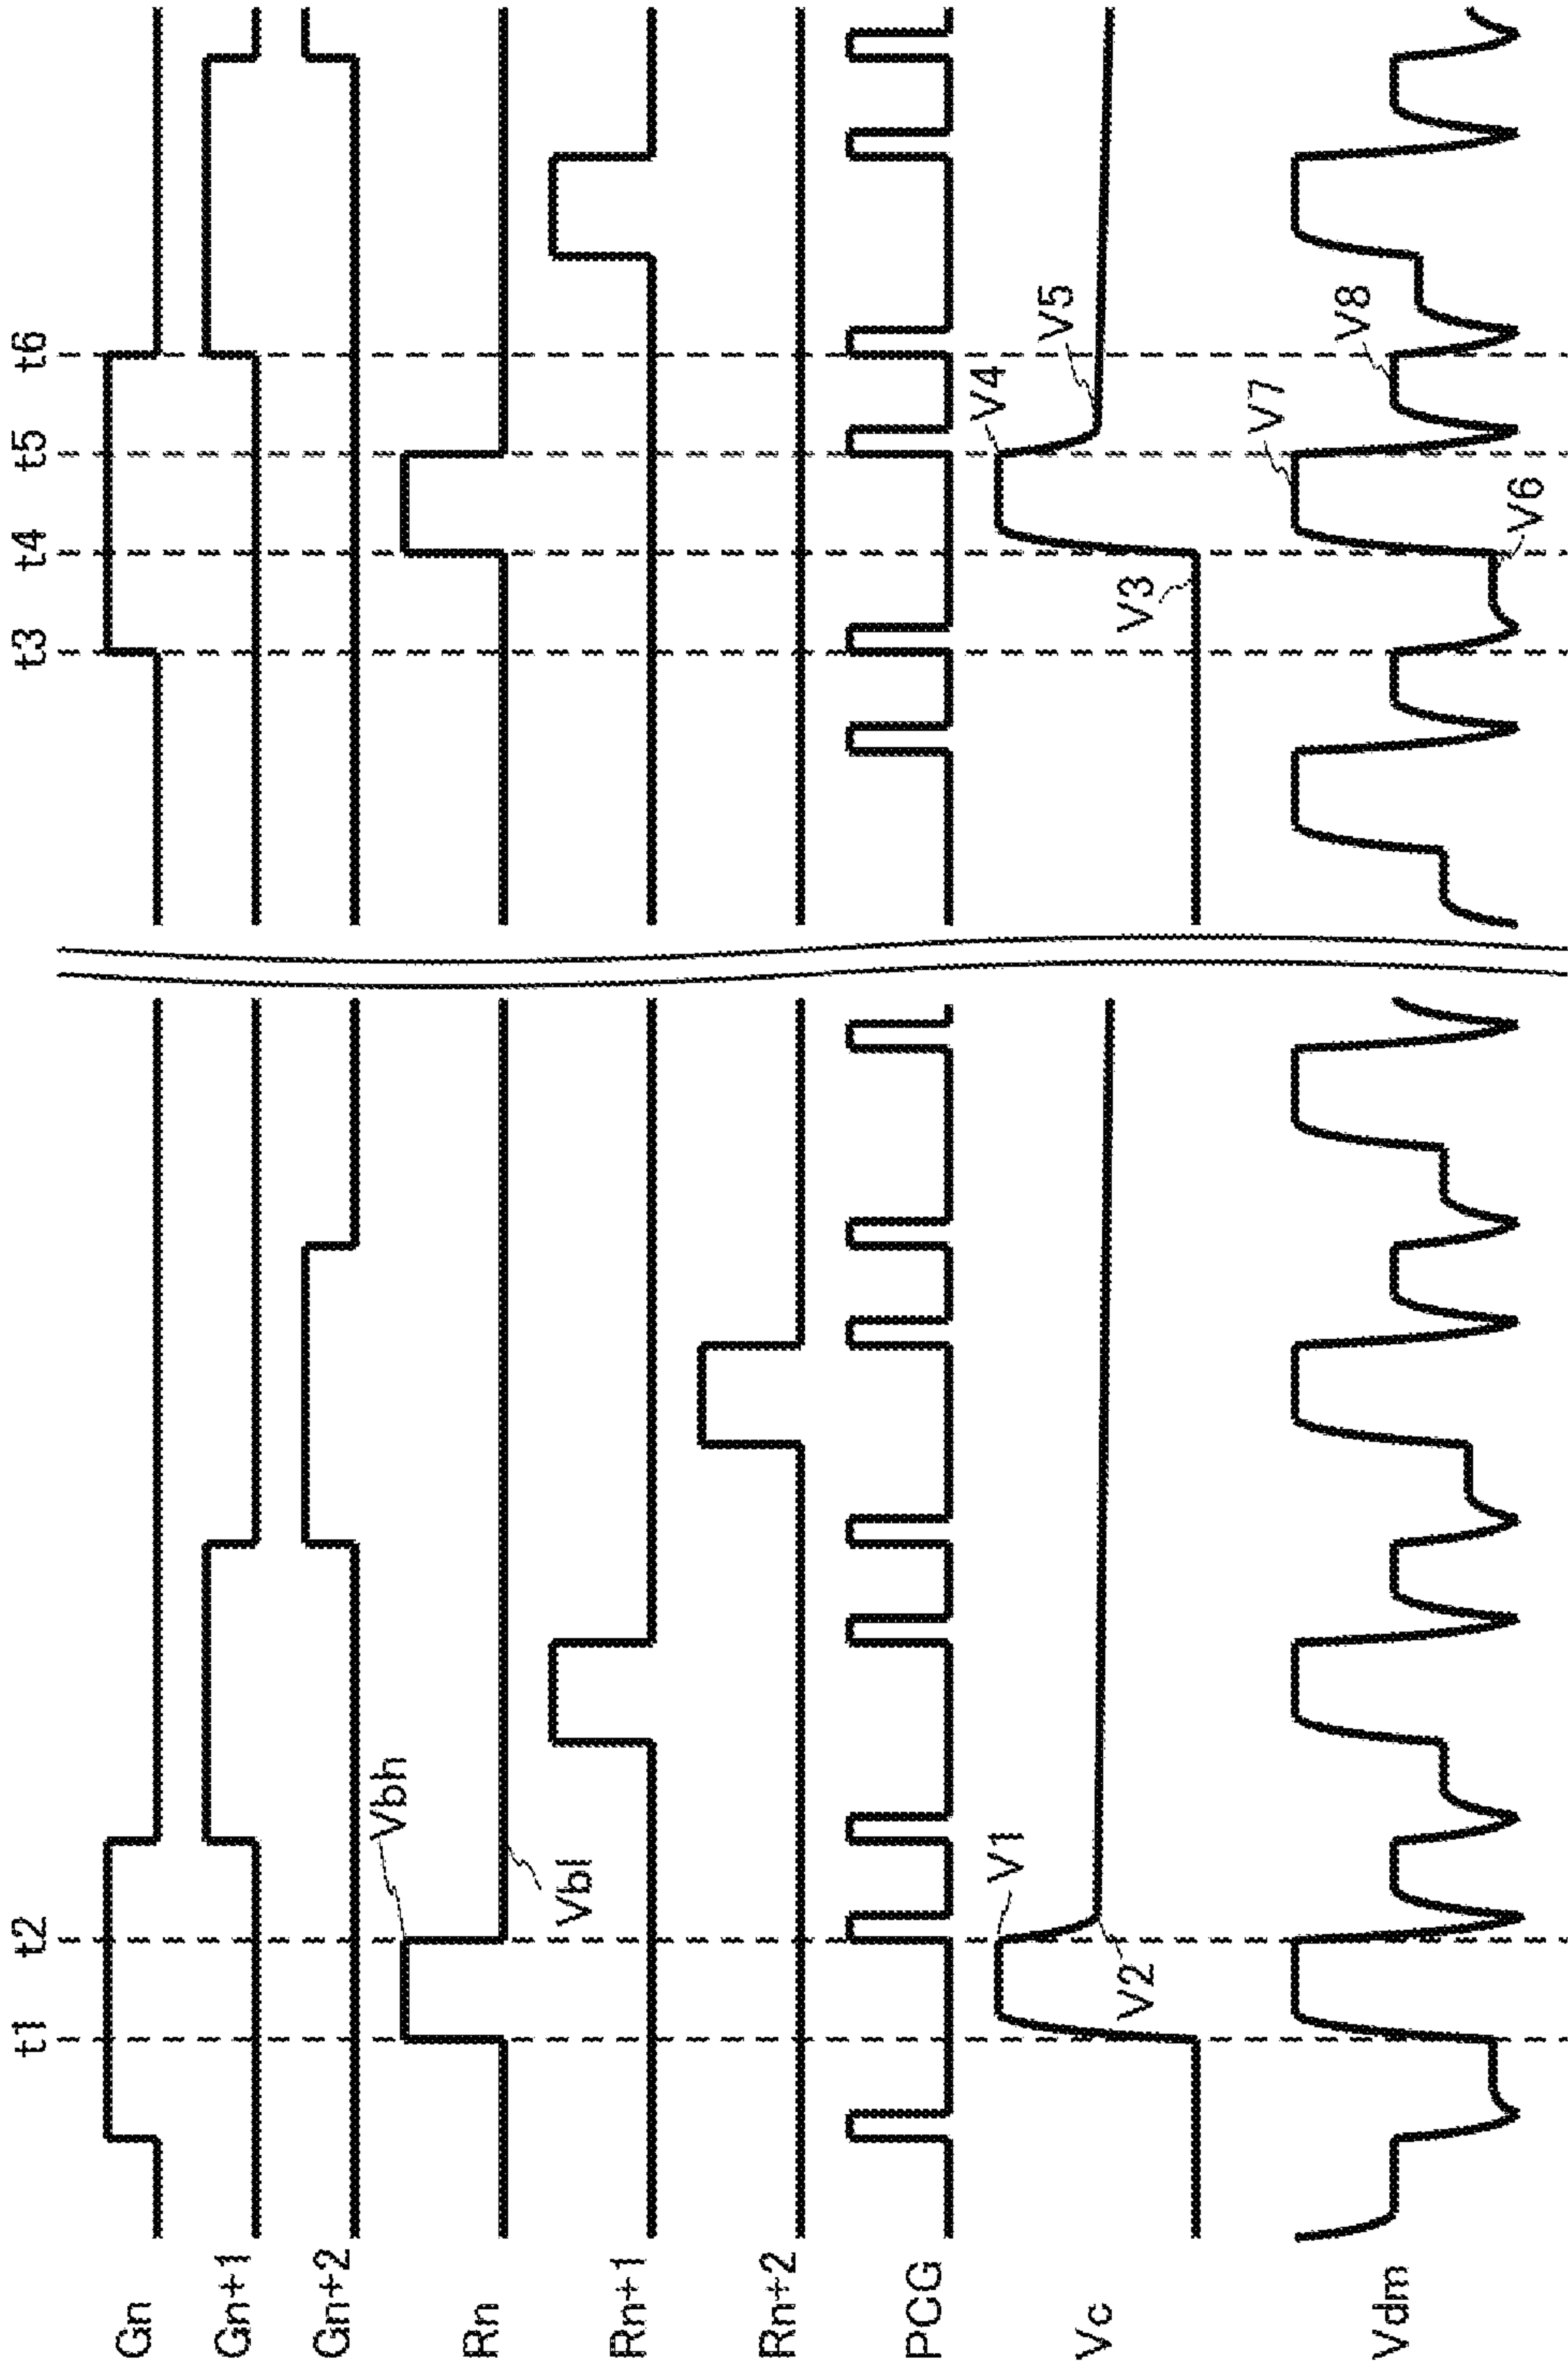 t1 t2 t3 t4 t5 t6
Gn
Gn+1
Gn+2
Vbh
Rn
Vbl
Rn+1
Rn+2
PCG
V1 V4
V5
Vc
V2 V3
V7
V8
Vdm
V6